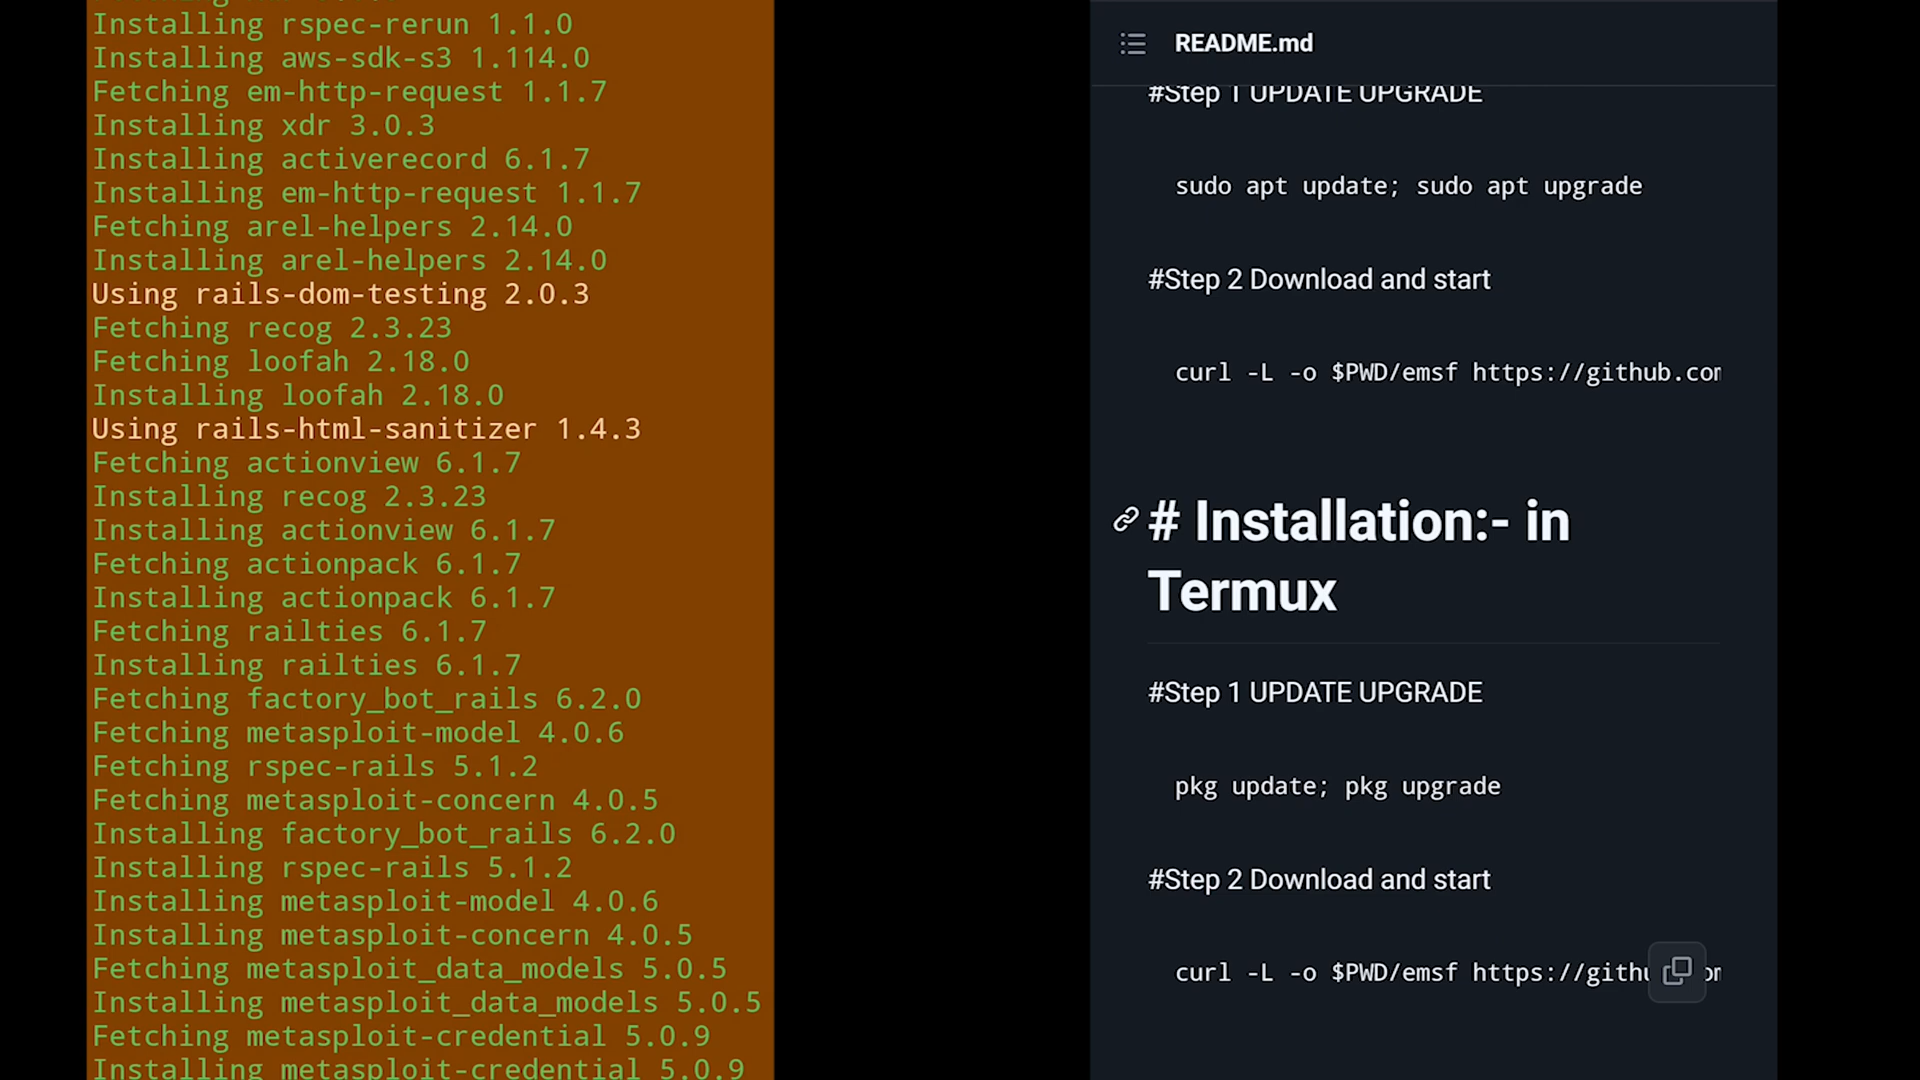 Installing rspec-rerun 1.1.0
Installing aws-sdk-s3 1.114.0
Fetching em-http-request 1.1.7
Installing xdr 3.0.3
Installing activerecord 6.1.7
Installing em-http-request 1.1.7
Fetching arel-helpers 2.14.0
Installing arel-helpers 2.14.0
Using rails-dom-testing 2.0.3
Fetching recog 2.3.23
Fetching loofah 2.18.0
Installing loofah 2.18.0
Using rails-html-sanitizer 1.4.3
Fetching actionview 6.1.7
Installing recog 2.3.23
Installing actionview 6.1.7
Fetching actionpack 6.1.7
Installing actionpack 6.1.7
Fetching railties 6.1.7
Installing railties 6.1.7
Fetching factory_bot_rails 6.2.0
Fetching metasploit-model 4.0.6
Fetching rspec-rails 5.1.2
Fetching metasploit-concern 4.0.5
Installing factory_bot_rails 6.2.0
Installing rspec-rails 5.1.2
Installing metasploit-model 4.0.6
Installing metasploit-concern 4.0.5
Fetching metasploit_data_models 5.0.5
Installing metasploit_data_models 5.0.5
Fetching metasploit-credential 5.0.9
Installing metasploit-credential 5.0.9
README.md
#Step 1 UPDATE UPGRADE
sudo apt update; sudo apt upgrade
#Step 2 Download and start
curl -L -o $PWD/emsf https://github.com
# Installation:- in
Termux
#Step 1 UPDATE UPGRADE
pkg update; pkg upgrade
#Step 2 Download and start
curl -L -o $PWD/emsf